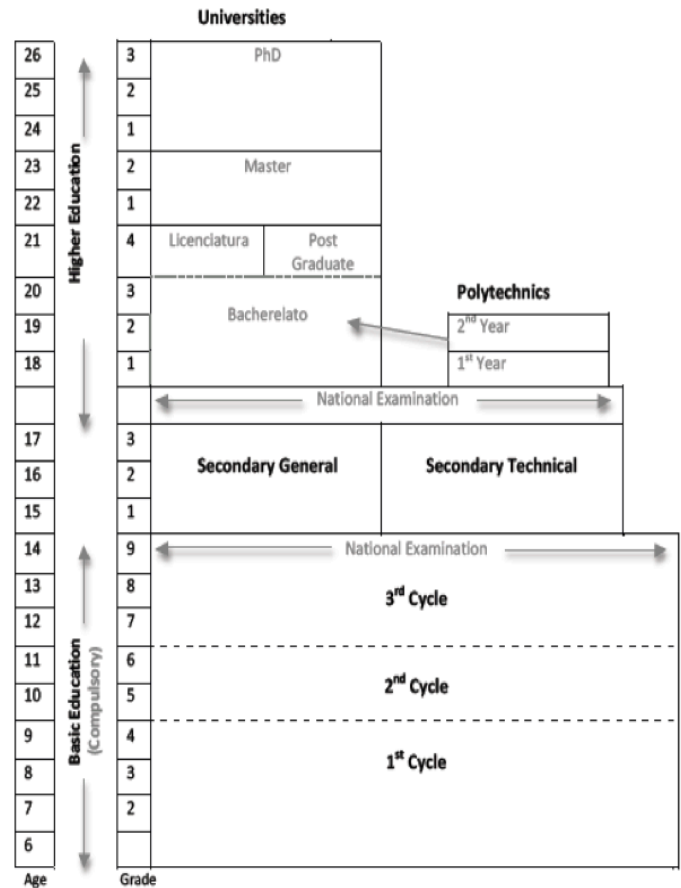 Universities
26 3 PhD
25 2
24 1
23 2 Master
22 1
21 4 Licenciatura Post
Graduate
20 3 Polytechnics
19 2 Bacherelato 2nd Year
18 1 1st Year
National Examination
17 3
16 2 Secondary General Secondary Technical
15 1
14 9 National Examination
13 8 3rd Cycle
12 7
11 6
10 5 2nd Cycle
9 4
8 3 1st Cycle
7 2
6
Age Grade
Higher Education
Basic Education
(Compulsory)